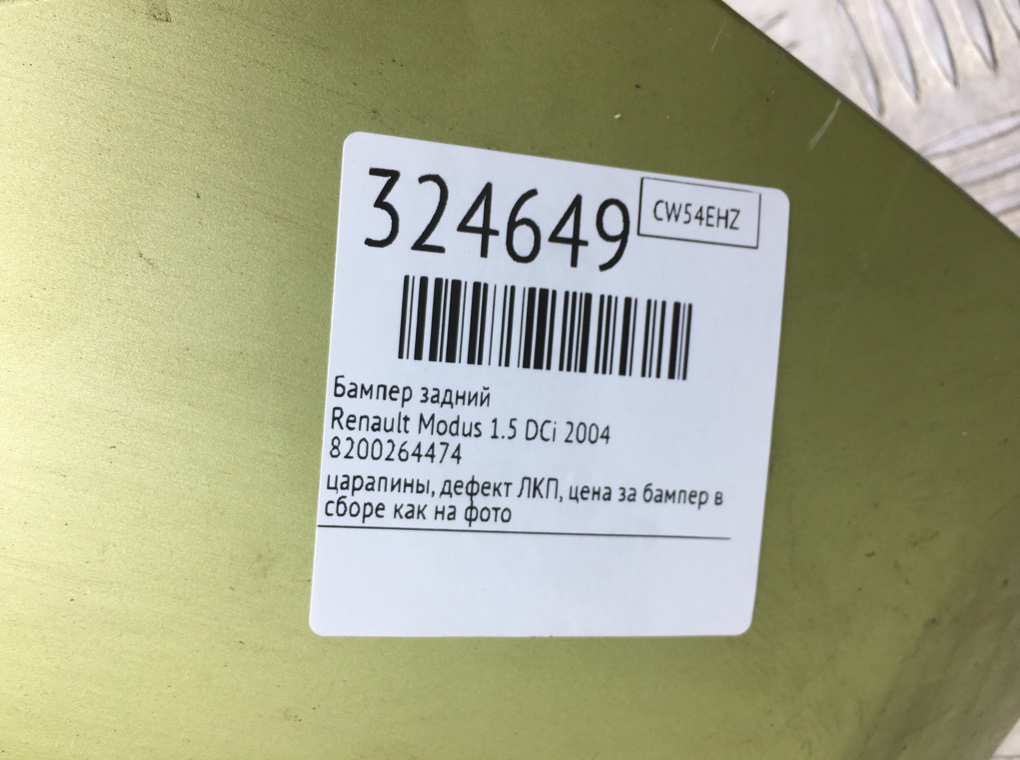 324649
CW54EHZ
Бампер задний
Renault Modus 1.5 DCi 2004
8200264474
царапины, дефект ЛКП, цена за бампер в
сборе как на фото